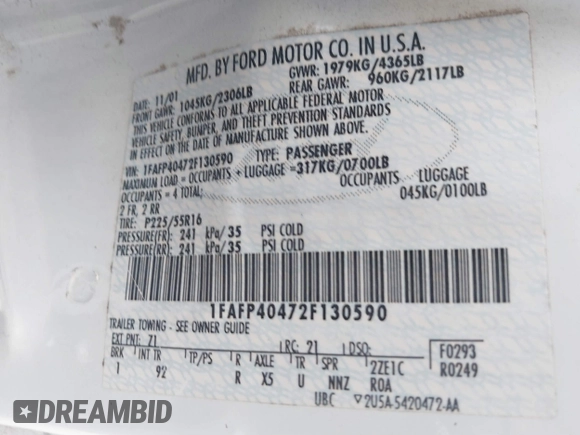 MFD. BY FORD MOTOR CO. IN U.S.A.
11/01 GVWR: 1979KG/4365LB
FRONT GAWR: 1045KG/2306LB REAR GAWR: 960KG/2117LB
THIS VEHICLE CONFORMS TO ALL APPLICABLE FEDERAL MOTOR
VEHICLE SAFETY, BUMPER, AND THEFT PREVENTION STANDARDS
IN EFFECT ON THE DATE OF MANUFACTURE SHOWN ABOVE.
VIN: 1FAFP40472F130590 TYPE: PASSENGER
MAXIMUM LOAD = OCCUPANTS + LUGGAGE =317KG/0700LB
OCCUPANTS = 4 TOTAL; OCCUPANTS LUGGAGE
2 FR, 2 RR 045KG/0100LB
TIRE: P225/55R16
PRESSURE(FR): 241 kPa/35 PSI COLD
PRESSURE(RR): 241 kPa/35 PSI COLD
1FAFP40472F130590
TRAILER TOWING - SEE OWNER GUIDE
EXT PNT: Z1 RC: 21 DSO: F0293
BRK INT TR TP/PS R AXLE TR SPR 2ZE1C R0249
1 92 R X5 U NNZ ROA
UBC ▽2U5A-5420472-AA
DREAMBID